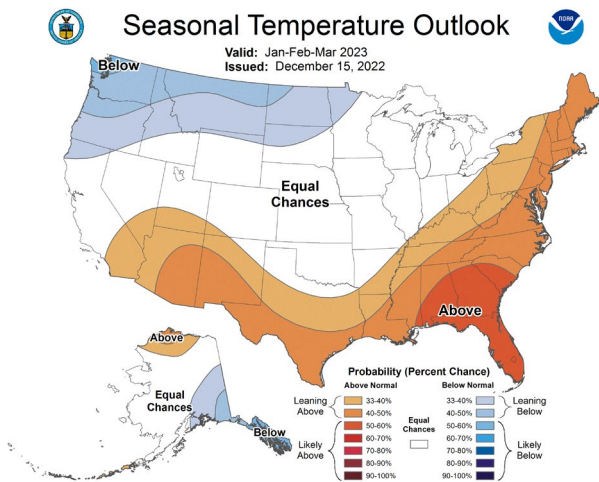 Seasonal Temperature Outlook
NOAA
Valid: Jan-Feb-Mar 2023
Issued: December 15, 2022
Below
Equal
Chances
Above
Above
Equal
Chances
Below
Probability (Percent Chance)
Above Normal
Below Normal
Leaning
Above
33-40%
40-50%
Likely
Above
50-60%
60-70%
70-80%
80-90%
90-100%
Equal
Chances
33-40%
40-50%
Leaning
Below
50-60%
60-70%
70-80%
80-90%
90-100%
Likely
Below